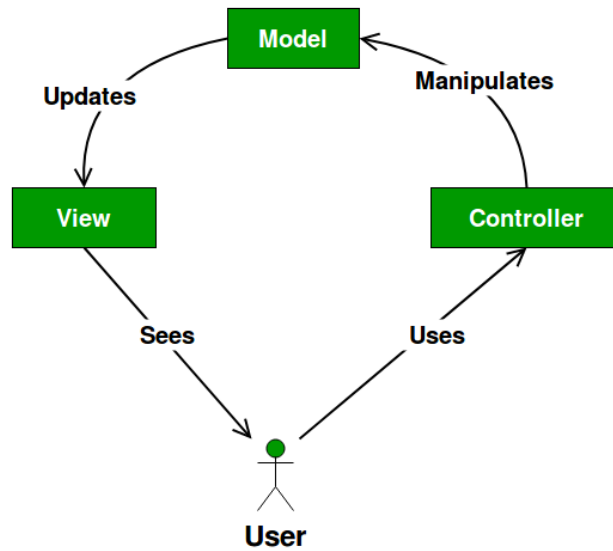 Model
Updates
Manipulates
View
Controller
Sees
Uses
User